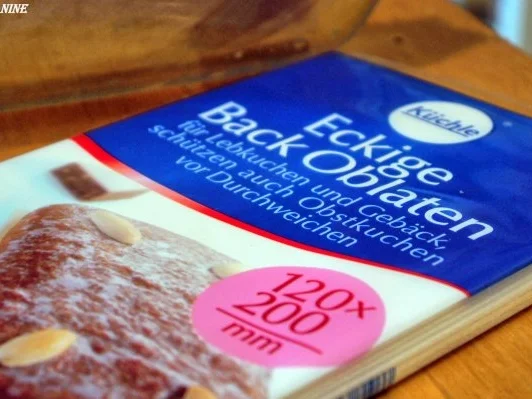 NINE
Küchle
Eckige
Back Oblaten
für Lebkuchen und Gebäck,
schützen auch Obstkuchen
vor Durchweichen
120x
200
mm